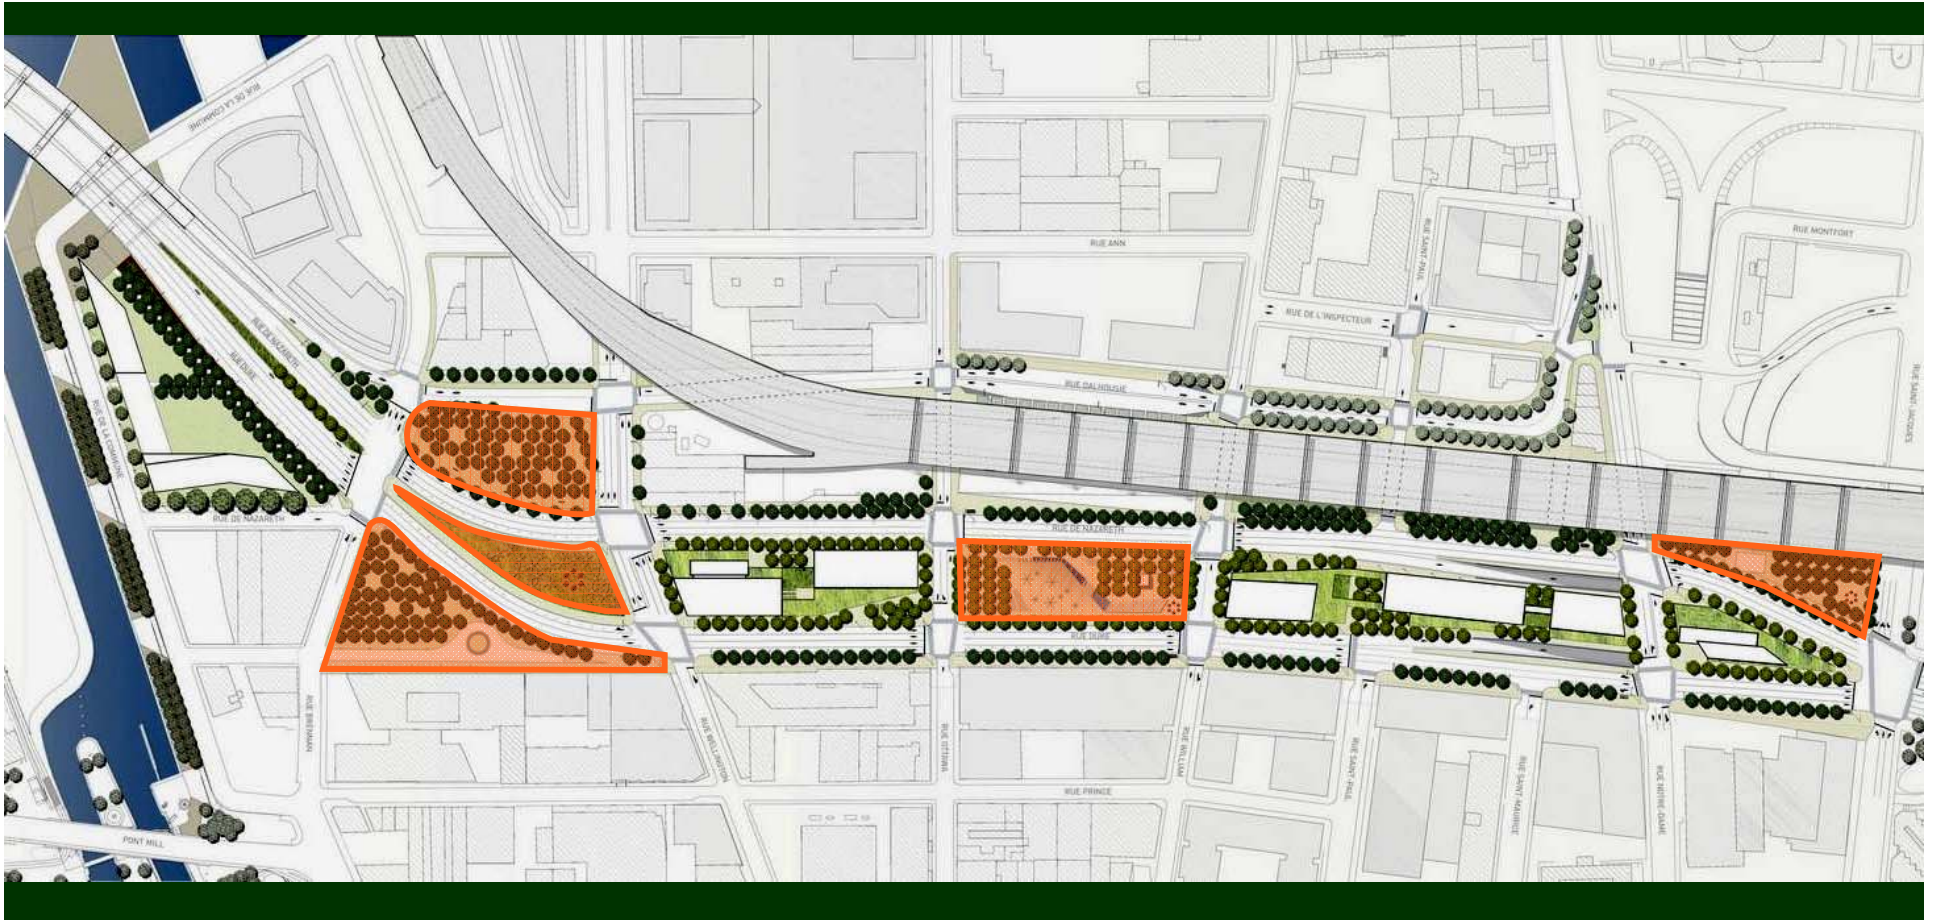 RUE DE LA COMMUNE
RUE ANN
RUE SAINT-PAUL
RUE MONTFORT
RUE DE L'INSPECTEUR
RUE DE NAZARETH
RUE DUKE
RUE DALHOUSIE
RUE SAINT-JACQUES
RUE DE LA COMMUNE
RUE DE NAZARETH
RUE DE NAZARETH
RUE DUKE
RUE BRENNAN
RUE WELLINGTON
RUE OTTAWA
RUE WILLIAM
RUE SAINT-PAUL
RUE SAINT-MAURICE
RUE NOTRE-DAME
RUE PRINCE
PONT MILL